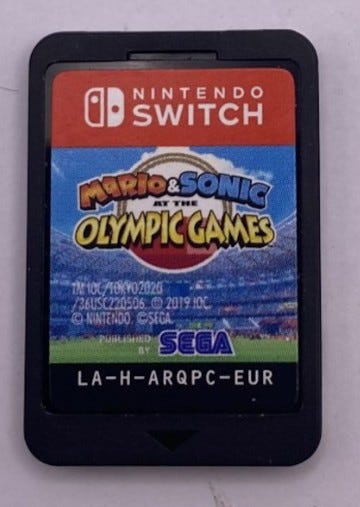 NINTENDO
SWITCH
MARIO & SONIC
AT THE
OLYMPIC GAMES
TM IOC/TOKYO2020
/36USC220506. © 2019 IOC.
© NINTENDO. ©SEGA.
PUBLISHED
BY SEGA
LA-H-ARQPC-EUR